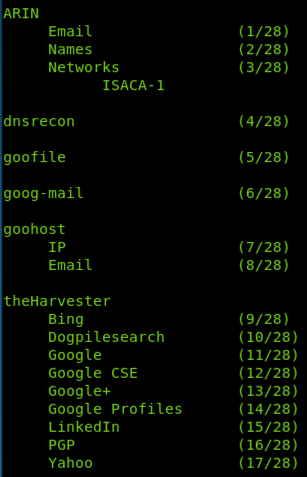 ARIN
Email (1/28)
Names (2/28)
Networks (3/28)
ISACA-1
dnsrecon (4/28)
goofile (5/28)
goog-mail (6/28)
goohost
IP (7/28)
Email (8/28)
theHarvester
Bing (9/28)
Dogpilesearch (10/28)
Google (11/28)
Google CSE (12/28)
Google+ (13/28)
Google Profiles (14/28)
LinkedIn (15/28)
PGP (16/28)
Yahoo (17/28)